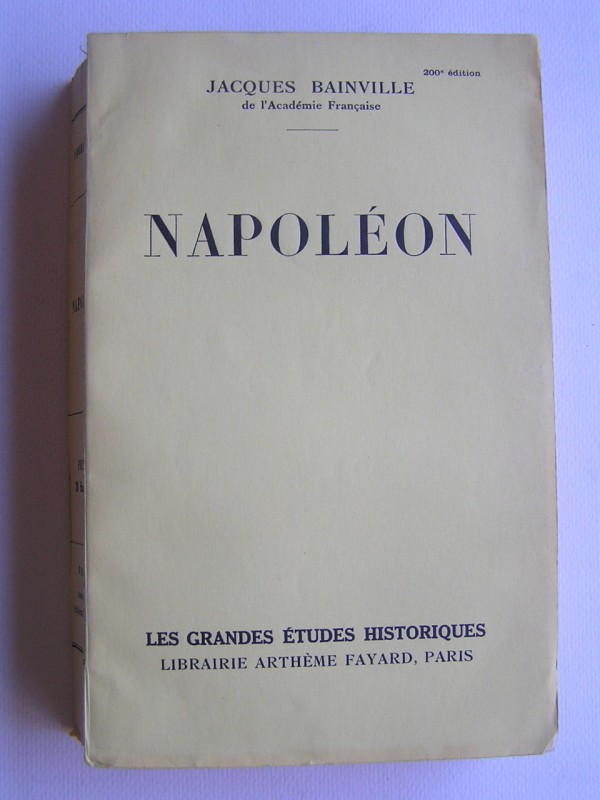 200e édition
JACQUES BAINVILLE
de l'Académie Française
NAPOLÉON
LES GRANDES ÉTUDES HISTORIQUES
LIBRAIRIE ARTHÈME FAYARD, PARIS